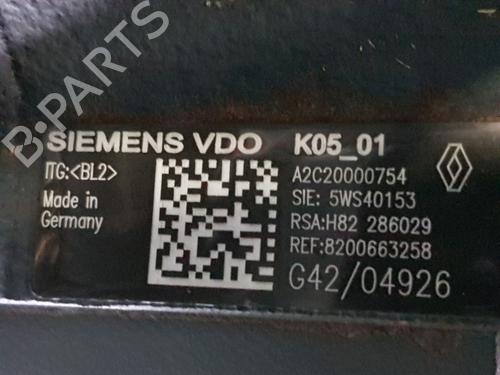 B-PARTS
SIEMENS VDO K05_01
ITG:<BL2> A2C20000754
Made in SIE: 5WS40153
Germany RSA:H82 286029
REF:8200663258
G42/04926